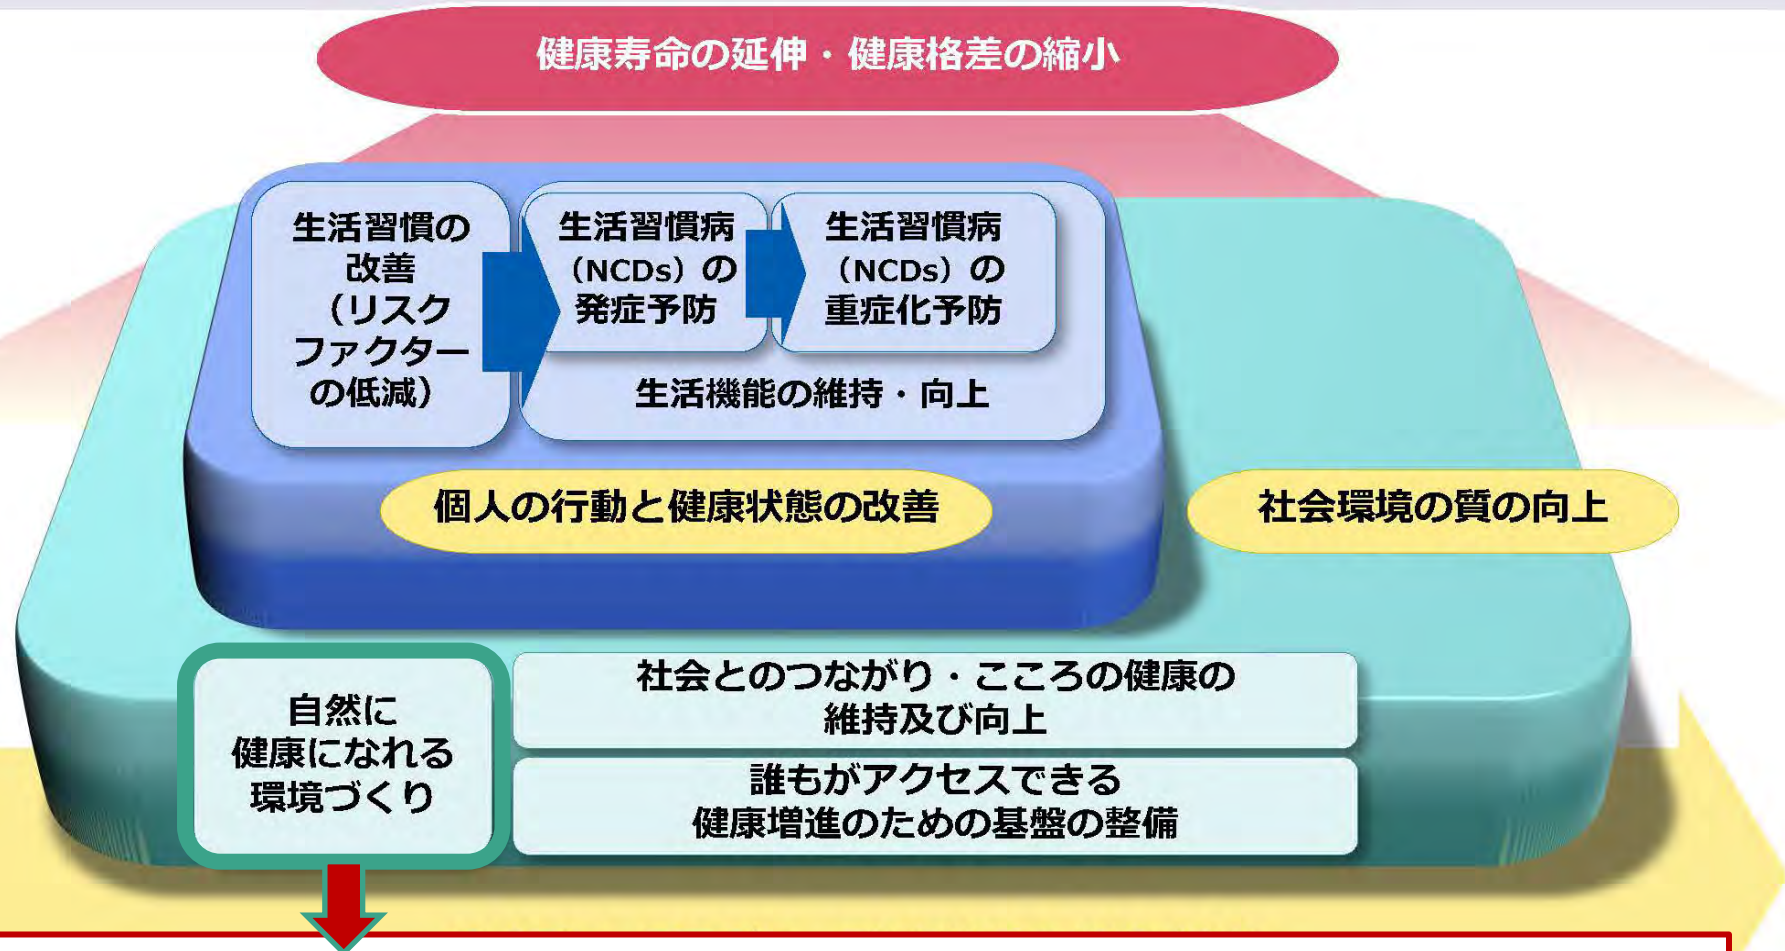 健康寿命の延伸・健康格差の縮小
生活習慣の
改善
（リスク
ファクター
の低減）
生活習慣病
（NCDs）の
発症予防
生活習慣病
（NCDs）の
重症化予防
生活機能の維持・向上
個人の行動と健康状態の改善
社会環境の質の向上
自然に
健康になれる
環境づくり
社会とのつながり・こころの健康の
維持及び向上
誰もがアクセスできる
健康増進のための基盤の整備